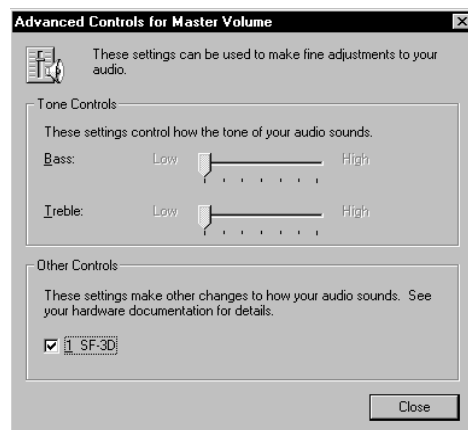 Advanced Controls for Master Volume
These settings can be used to make fine adjustments to your
audio.
Tone Controls
These settings control how the tone of your audio sounds.
Bass: Low High
Treble: Low High
Other Controls
These settings make other changes to how your audio sounds. See
your hardware documentation for details.
1 SF-3D
Close